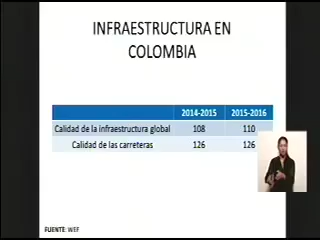 INFRAESTRUCTURA EN
COLOMBIA
2014-2015 2015-2016
Calidad de la infraestructura global 108 110
Calidad de las carreteras 126 126
FUENTE: WEF